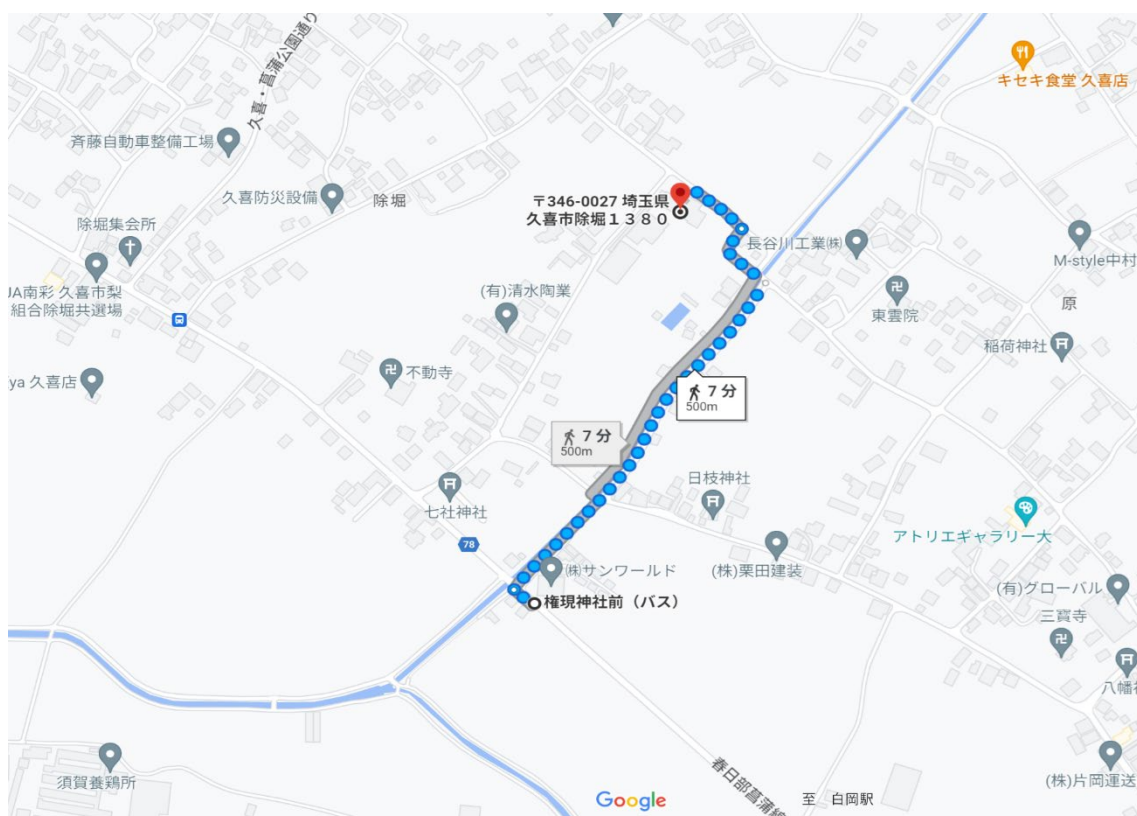 久喜・菖蒲公園通り
キセキ食堂 久喜店
斉藤自動車整備工場
久喜防災設備
除堀
〒346-0027 埼玉県
久喜市除堀1380
除堀集会所
長谷川工業㈱
M-style中村
JA南彩 久喜市梨
組合除堀共選場
(有)清水陶業
東雲院
原
稲荷神社
ya 久喜店
不動寺
7 分
500m
7 分
500m
七社神社
日枝神社
アトリエギャラリー大
78
㈱サンワールド
(株)栗田建装
(有)グローバル
権現神社前（バス）
三寶寺
八幡神
須賀養鶏所
春日部菖蒲線
(株)片岡運送
Google
至 白岡駅